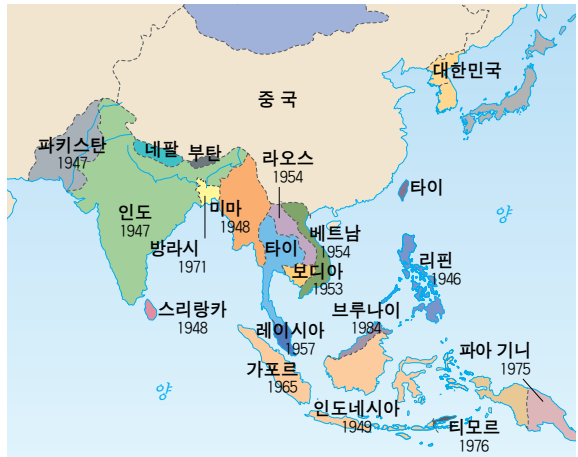 대한민국
중 국
파키스탄
1947
네팔
부탄
라오스
1954
타이
양
인도
1947
미마
1948
방라시
1971
타이
베트남
1954
보디아
1953
리핀
1946
스리랑카
1948
레이시아
1957
브루나이
1984
가포르
1965
파아 기니
1975
양
인도네시아
1949
티모르
1976